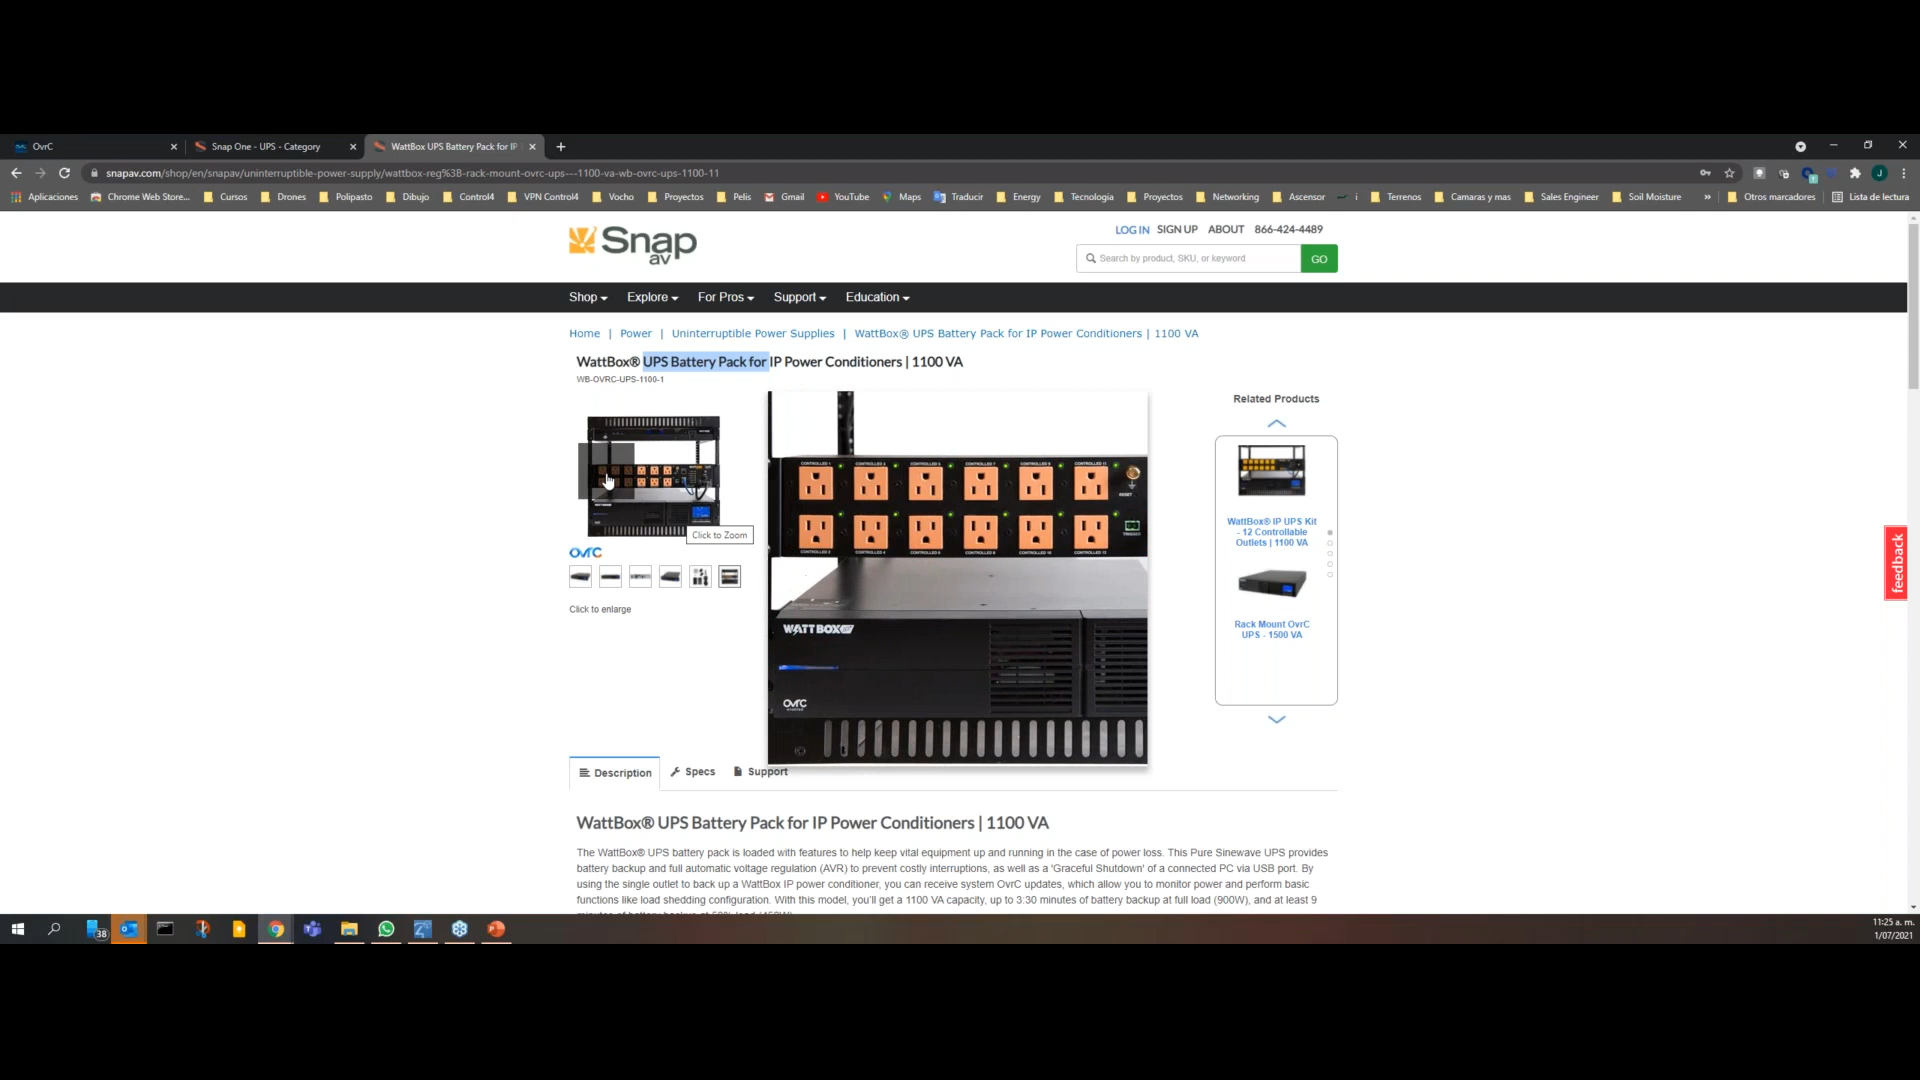 OvrC
Snap One - UPS - Category
WattBox UPS Battery Pack for IP
snapav.com/shop/en/snapav/uninterruptible-power-supply/wattbox-reg%3B-rack-mount-ovrc-ups---1100-va-wb-ovrc-ups-1100-11
Aplicaciones Chrome Web Store... Cursos Drones Polipasto Dibujo Control4 VPN Control4 Vocho Proyectos Pelis Gmail YouTube Maps Traducir Energy Tecnologia Proyectos Networking Ascensor i Terrenos Camaras y mas Sales Engineer Soil Moisture » Otros marcadores Lista de lectura
Snap
av
LOG IN SIGN UP ABOUT 866-424-4489
Search by product, SKU, or keyword GO
Shop Explore For Pros Support Education
Home | Power | Uninterruptible Power Supplies | WattBox® UPS Battery Pack for IP Power Conditioners | 1100 VA
WattBox® UPS Battery Pack for IP Power Conditioners | 1100 VA
WB-OVRC-UPS-1100-1
Click to Zoom
OvrC
Click to enlarge
RESET
TRIGGER
WATTBOX
OvrC
Related Products
WattBox® IP UPS Kit
- 12 Controllable
Outlets | 1100 VA
Rack Mount OvrC
UPS - 1500 VA
feedback
Description Specs Support
WattBox® UPS Battery Pack for IP Power Conditioners | 1100 VA
The WattBox® UPS battery pack is loaded with features to help keep vital equipment up and running in the case of power loss. This Pure Sinewave UPS provides
battery backup and full automatic voltage regulation (AVR) to prevent costly interruptions, as well as a 'Graceful Shutdown' of a connected PC via USB port. By
using the single outlet to back up a WattBox IP power conditioner, you can receive system OvrC updates, which allow you to monitor power and perform basic
functions like load shedding configuration. With this model, you'll get a 1100 VA capacity, up to 3:30 minutes of battery backup at full load (900W), and at least 9
38
11:25 a. m.
1/07/2021